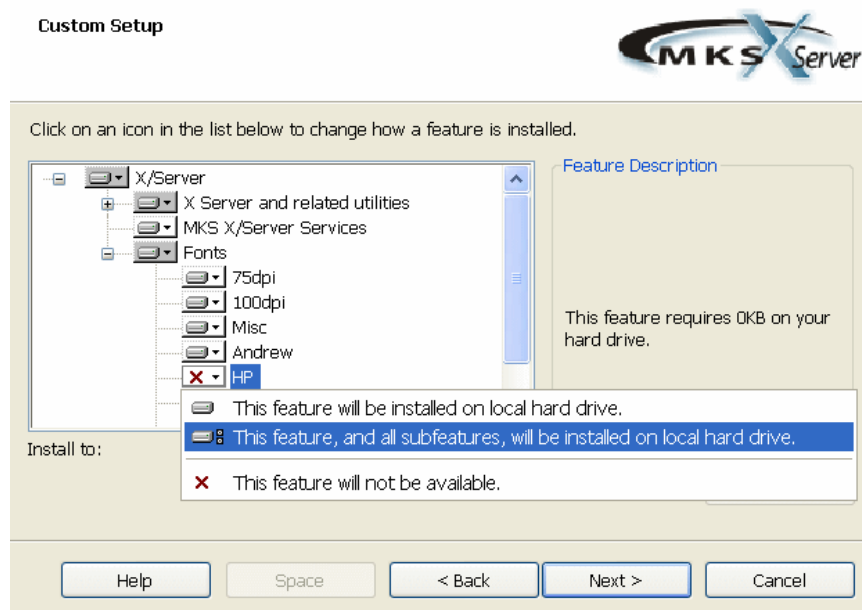 Custom Setup
MKS X Server
Click on an icon in the list below to change how a feature is installed.
Feature Description
X/Server
X Server and related utilities
MKS X/Server Services
Fonts
75dpi
100dpi
Misc
Andrew
HP
This feature requires 0KB on your
hard drive.
This feature will be installed on local hard drive.
This feature, and all subfeatures, will be installed on local hard drive.
This feature will not be available.
Install to:
Help
Space
< Back
Next >
Cancel